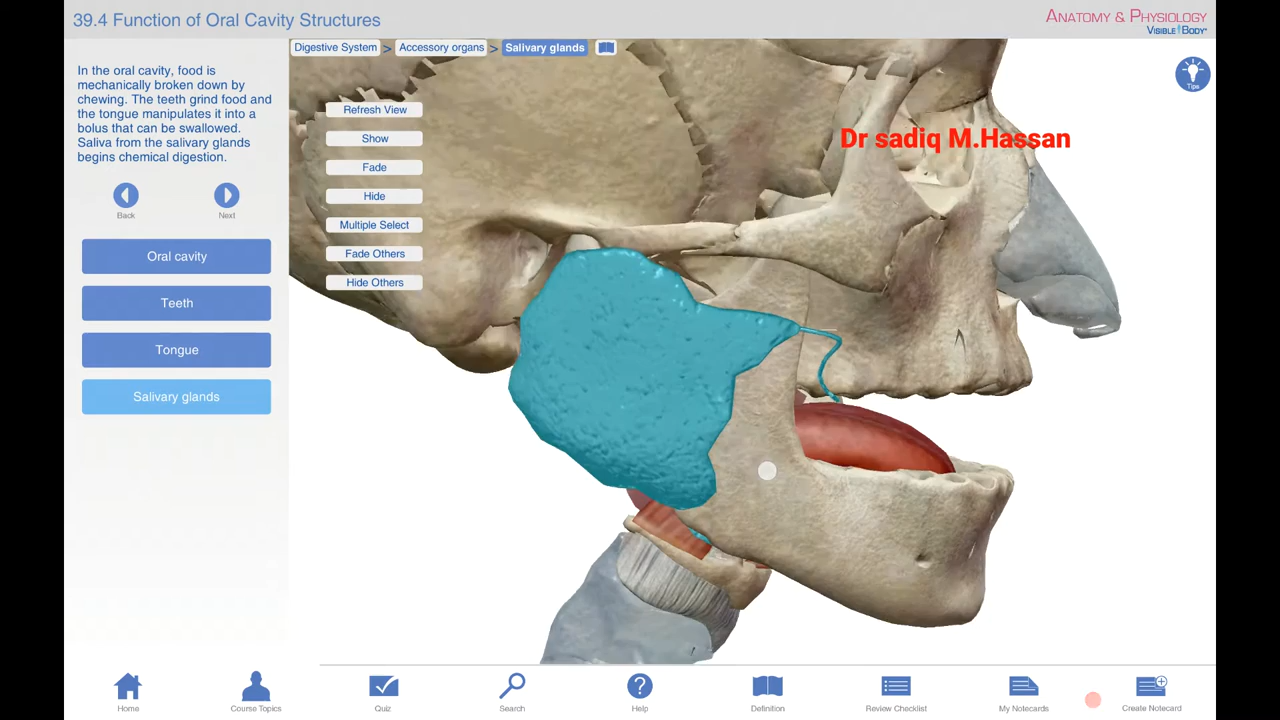 39.4 Function of Oral Cavity Structures
ANATOMY & PHYSIOLOGY
VISIBLE BODY
Digestive System > Accessory organs > Salivary glands
In the oral cavity, food is
mechanically broken down by
chewing. The teeth grind food and
the tongue manipulates it into a
bolus that can be swallowed.
Saliva from the salivary glands
begins chemical digestion.
Back Next
Oral cavity
Teeth
Tongue
Salivary glands
Refresh View
Show
Fade
Hide
Multiple Select
Fade Others
Hide Others
Tips
Dr sadiq M.Hassan
Home Course Topics Quiz Search Help Definition Review Checklist My Notecards Create Notecard